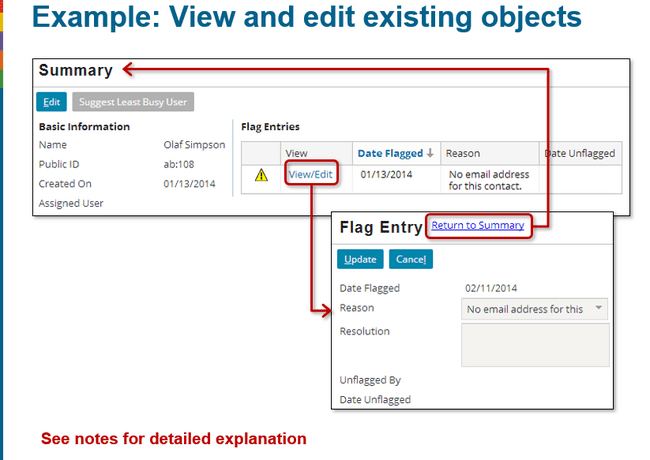 Example: View and edit existing objects
Summary
Edit Suggest Least Busy User
Basic Information
Name Olaf Simpson
Public ID ab:108
Created On 01/13/2014
Assigned User
Flag Entries
View Date Flagged Reason Date Unflagged
View/Edit 01/13/2014 No email address
for this contact.
Flag Entry Return to Summary
Update Cancel
Date Flagged 02/11/2014
Reason No email address for this
Resolution
Unflagged By
Date Unflagged
See notes for detailed explanation